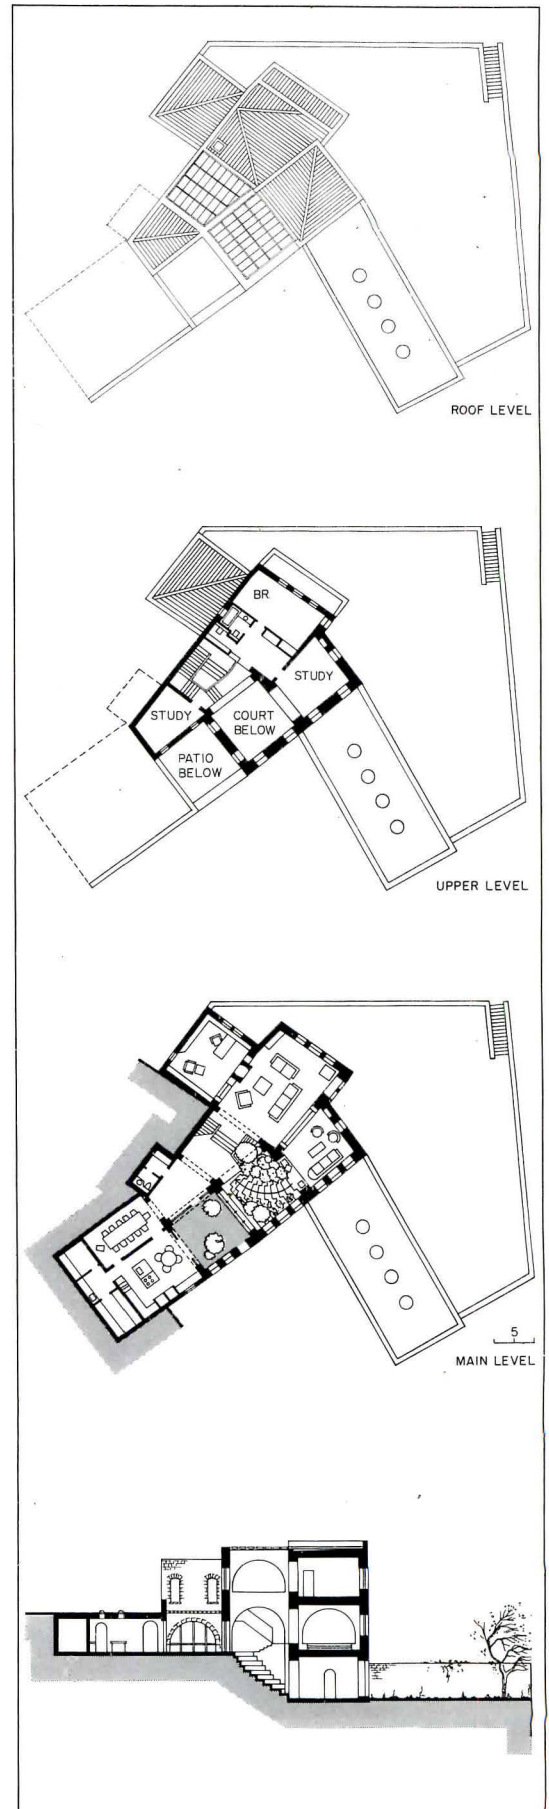 ROOF LEVEL
BR.
STUDY
STUDY
COURT
BELOW
PATIO
BELOW
UPPER LEVEL
5
MAIN LEVEL